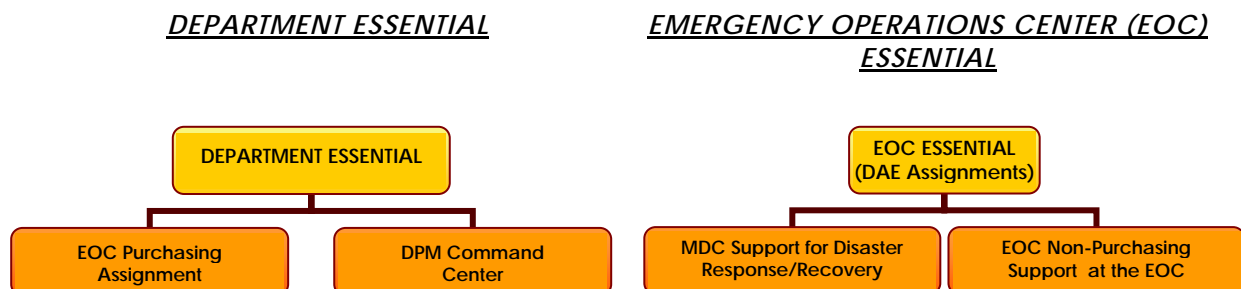 DEPARTMENT ESSENTIAL
EMERGENCY OPERATIONS CENTER (EOC)
ESSENTIAL
DEPARTMENT ESSENTIAL
EOC ESSENTIAL
(DAE Assignments)
EOC Purchasing
Assignment
DPM Command
Center
MDC Support for Disaster
Response/Recovery
EOC Non-Purchasing
Support at the EOC